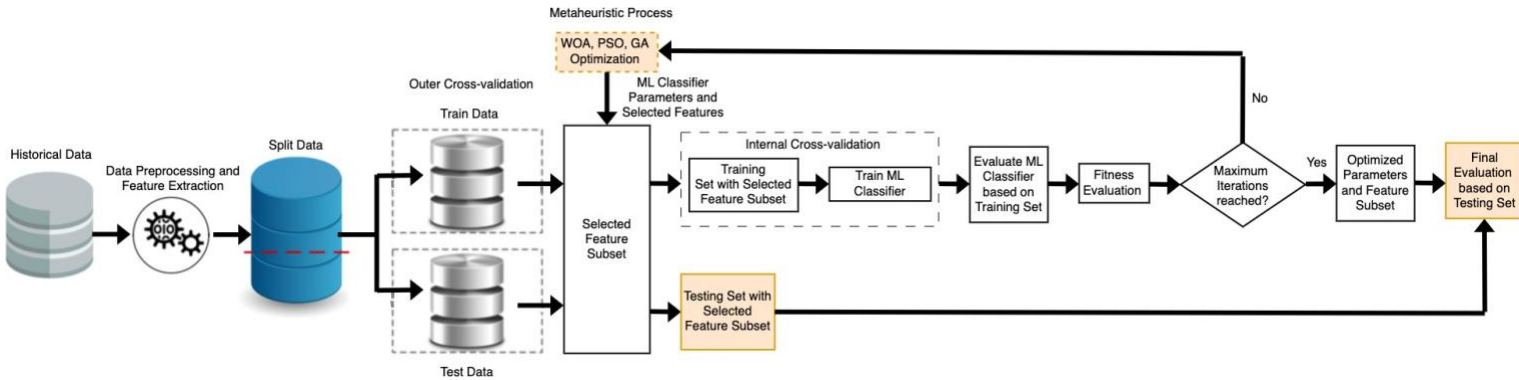 Metaheuristic Process
WOA, PSO, GA
Optimization
ML Classifier
Parameters and
Selected Features
Outer Cross-validation
Train Data
Historical Data
Data Preprocessing and
Feature Extraction
Split Data
Test Data
Selected
Feature
Subset
Internal Cross-validation
Training
Set with Selected
Feature Subset
Train ML
Classifier
Evaluate ML
Classifier
based on
Training Set
Fitness
Evaluation
Maximum
Iterations
reached?
No
Yes
Optimized
Parameters
and Feature
Subset
Final
Evaluation
based on
Testing Set
Testing Set with
Selected
Feature Subset